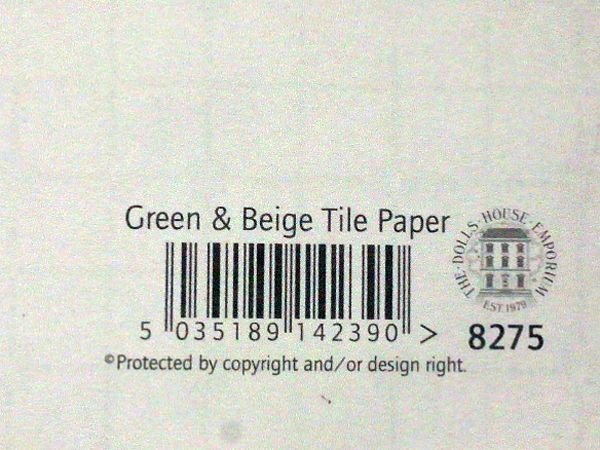 Green & Beige Tile Paper
THE·DOLLS·HOUSE·EMPORIUM
EST.1979
5 035189 142390 >
8275
©Protected by copyright and/or design right.